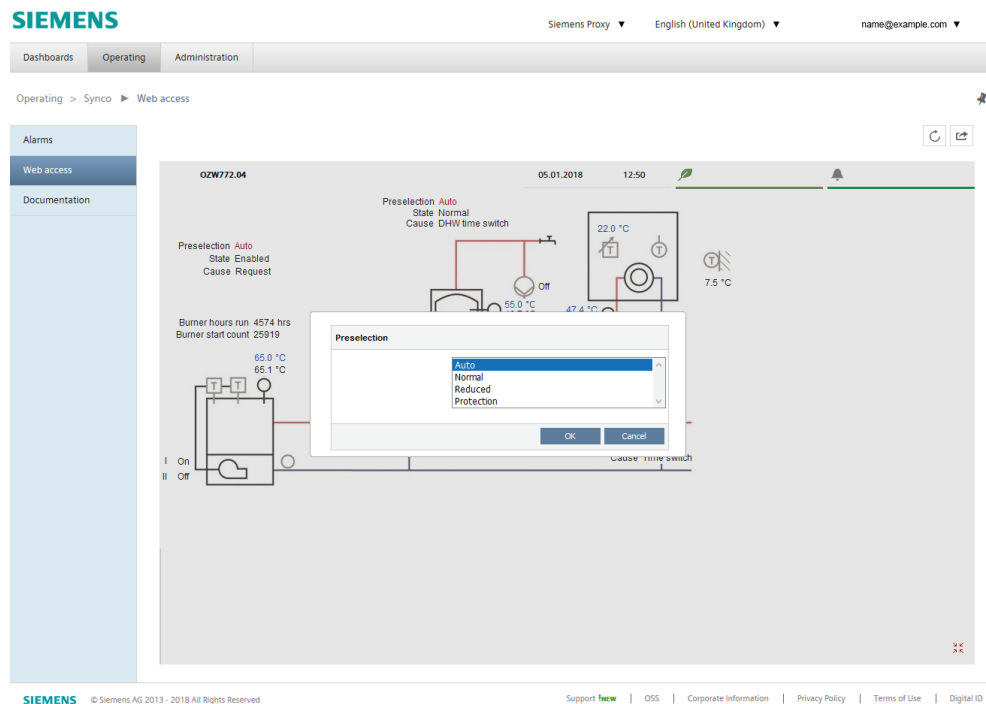 SIEMENS
Siemens Proxy ▼ English (United Kingdom) ▼ name@example.com ▼
Dashboards Operating Administration
Operating > Synco ► Web access
Alarms
Web access
Documentation
OZW772.04 05.01.2018 12:50
Preselection Auto
State Normal
Cause DHW time switch
22.0 °C
T T
Preselection Auto
State Enabled
Cause Request
T
7.5 °C
Off
55.0 °C
47.4 °C
Burner hours run 4574 hrs
Burner start count 25919
65.0 °C
65.1 °C
T T
Preselection
Auto
Normal
Reduced
Protection
OK Cancel
Cause Time switch
I On
II Off
SIEMENS © Siemens AG 2013 - 2018 All Rights Reserved
Support !NEW | OSS | Corporate Information | Privacy Policy | Terms of Use | Digital ID